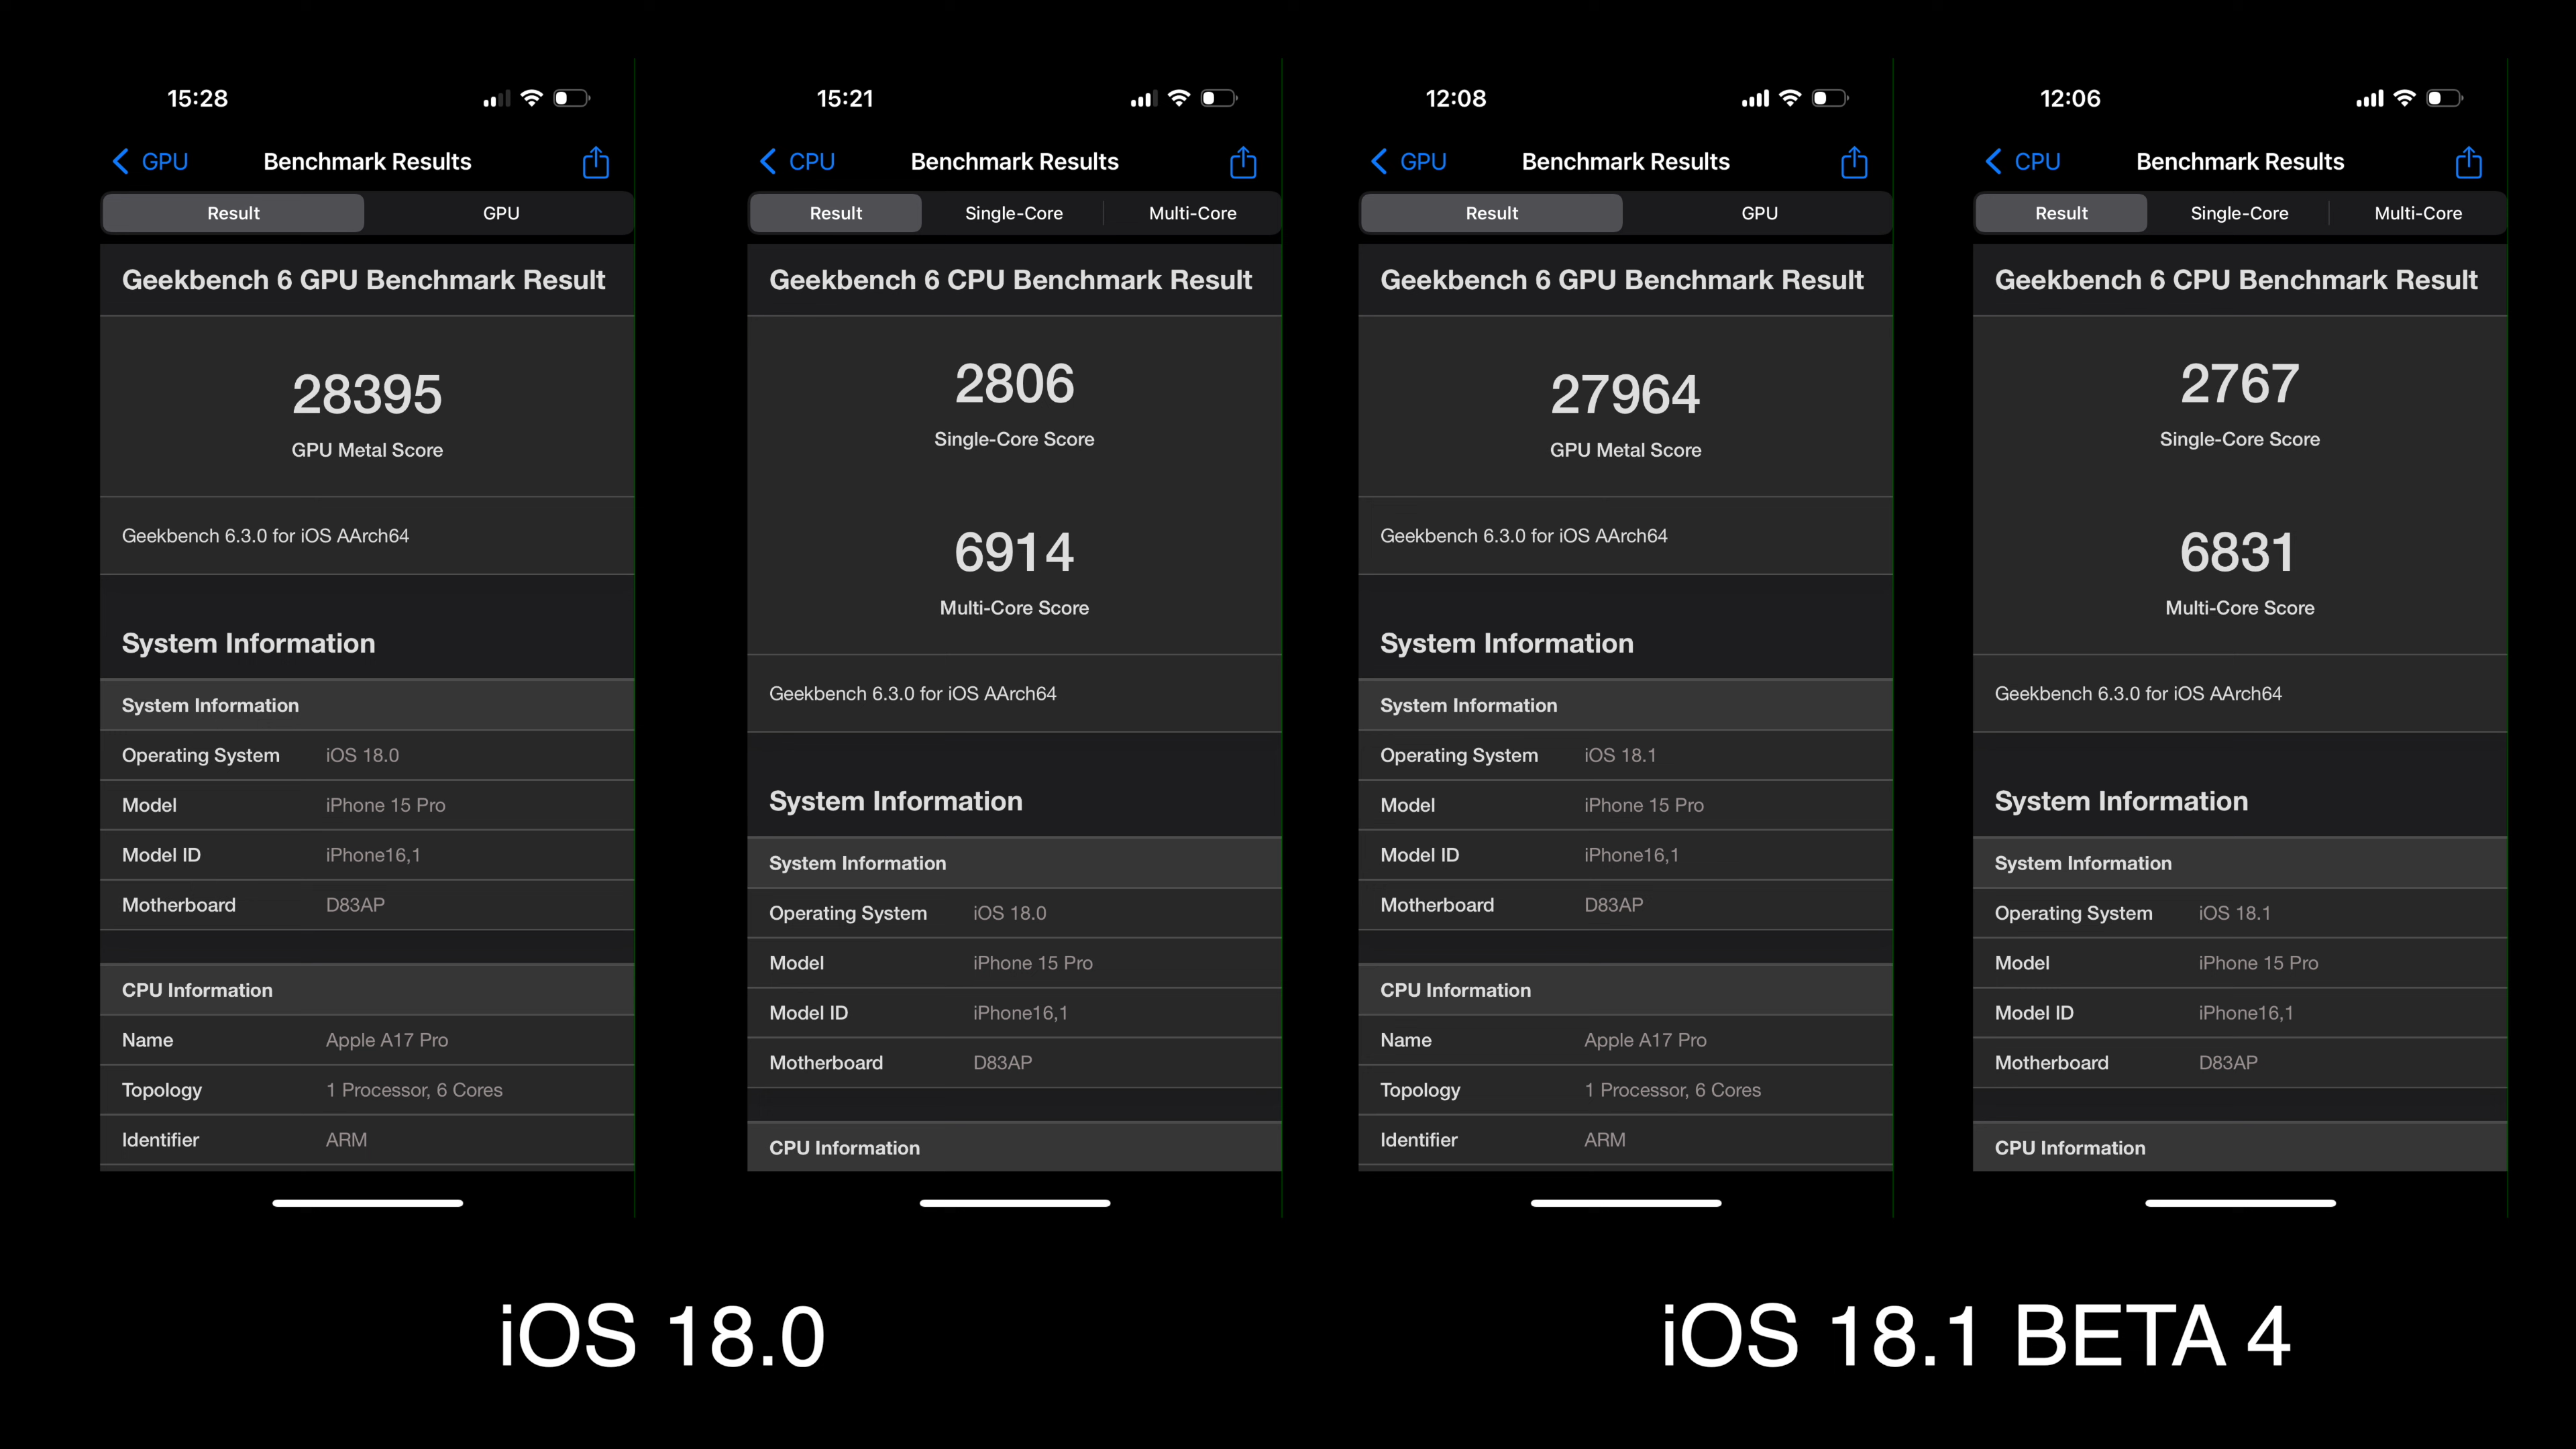 15:28
GPU
Benchmark Results
Result
GPU
Geekbench 6 GPU Benchmark Result
28395
GPU Metal Score
Geekbench 6.3.0 for iOS AArch64
System Information
System Information
Operating System iOS 18.0
Model iPhone 15 Pro
Model ID iPhone16,1
Motherboard D83AP
CPU Information
Name Apple A17 Pro
Topology 1 Processor, 6 Cores
Identifier ARM
15:21
CPU
Benchmark Results
Result
Single-Core
Multi-Core
Geekbench 6 CPU Benchmark Result
2806
Single-Core Score
6914
Multi-Core Score
Geekbench 6.3.0 for iOS AArch64
System Information
System Information
Operating System iOS 18.0
Model iPhone 15 Pro
Model ID iPhone16,1
Motherboard D83AP
CPU Information
iOS 18.0
12:08
GPU
Benchmark Results
Result
GPU
Geekbench 6 GPU Benchmark Result
27964
GPU Metal Score
Geekbench 6.3.0 for iOS AArch64
System Information
System Information
Operating System iOS 18.1
Model iPhone 15 Pro
Model ID iPhone16,1
Motherboard D83AP
CPU Information
Name Apple A17 Pro
Topology 1 Processor, 6 Cores
Identifier ARM
12:06
CPU
Benchmark Results
Result
Single-Core
Multi-Core
Geekbench 6 CPU Benchmark Result
2767
Single-Core Score
6831
Multi-Core Score
Geekbench 6.3.0 for iOS AArch64
System Information
System Information
Operating System iOS 18.1
Model iPhone 15 Pro
Model ID iPhone16,1
Motherboard D83AP
CPU Information
iOS 18.1 BETA 4